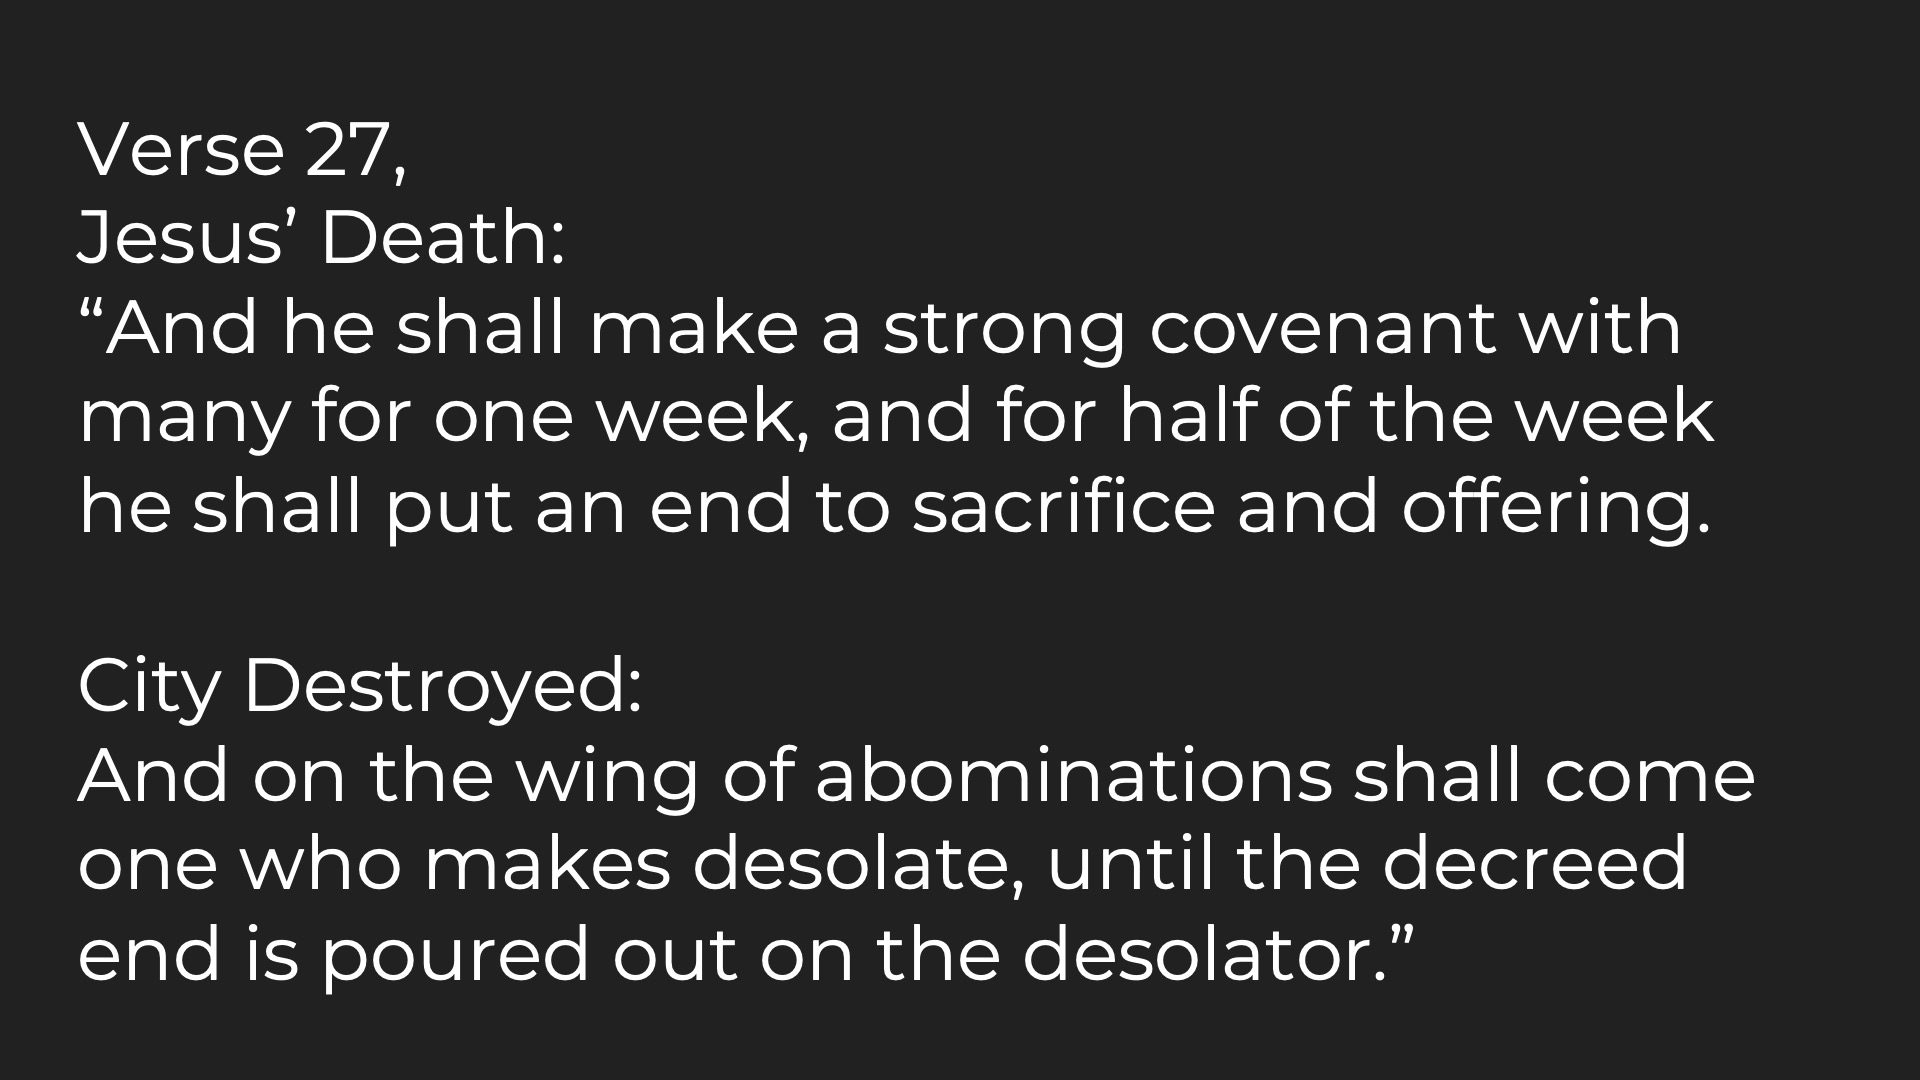 Verse 27,
Jesus’ Death:
“And he shall make a strong covenant with
many for one week, and for half of the week
he shall put an end to sacrifice and offering.
City Destroyed:
And on the wing of abominations shall come
one who makes desolate, until the decreed
end is poured out on the desolator.”